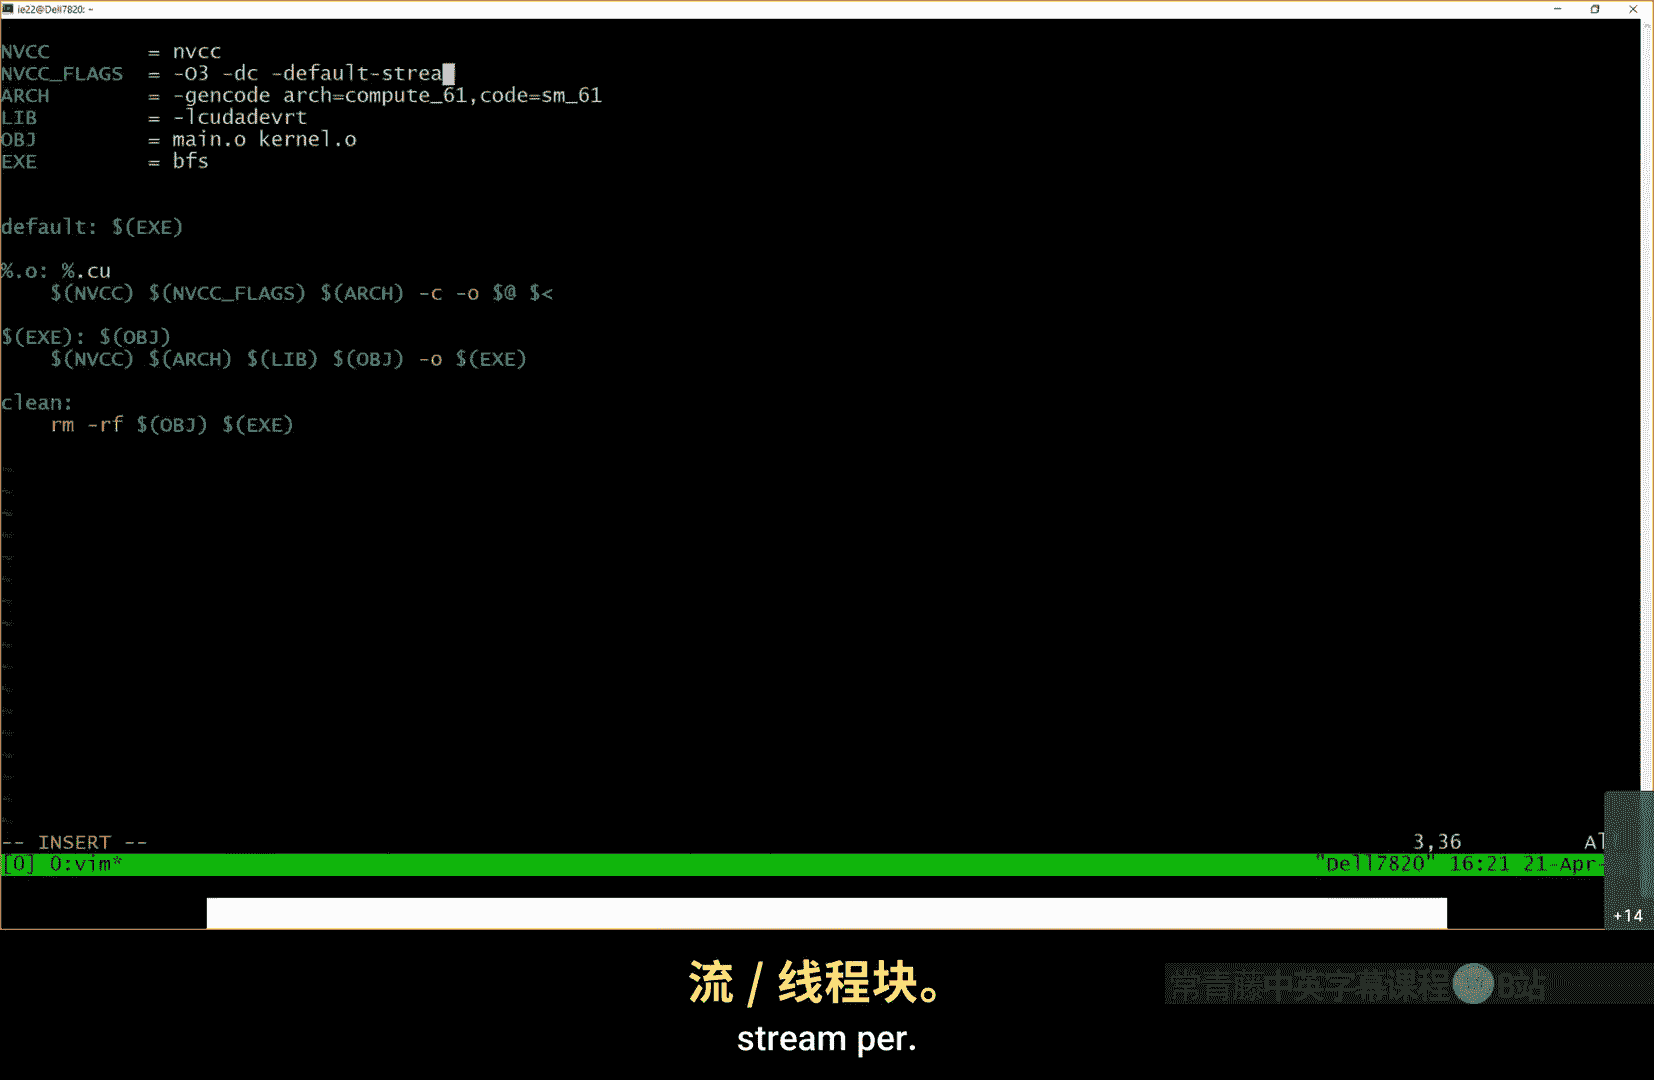 ie22@Dell7820: ~
NVCC = nvcc
NVCC_FLAGS = -O3 -dc -default-strea
ARCH = -gencode arch=compute_61,code=sm_61
LIB = -lcudadevrt
OBJ = main.o kernel.o
EXE = bfs
default: $(EXE)
%.o: %.cu
$(NVCC) $(NVCC_FLAGS) $(ARCH) -c -o $@ $<
$(EXE): $(OBJ)
$(NVCC) $(ARCH) $(LIB) $(OBJ) -o $(EXE)
clean:
rm -rf $(OBJ) $(EXE)
-- INSERT -- 3,36 Al
[0] 0:vim* "Dell7820" 16:21 21-Apr-
+14
流 / 线程块。
常青藤中英字幕课程 B站
stream per.